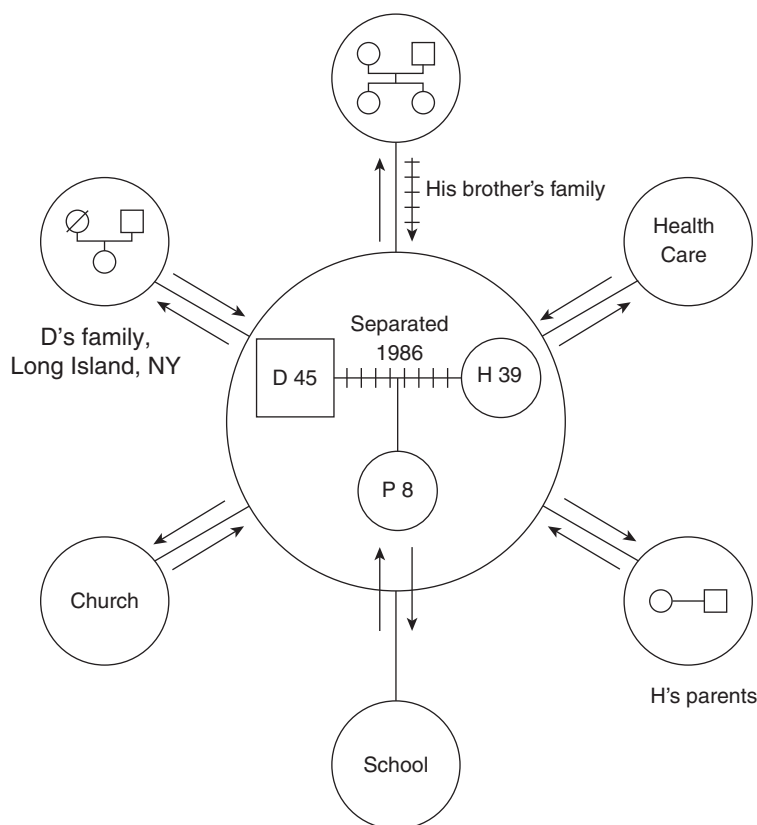 His brother's family
Health
Care
D's family,
Long Island, NY
Separated
1986
D 45
H 39
P 8
Church
H's parents
School